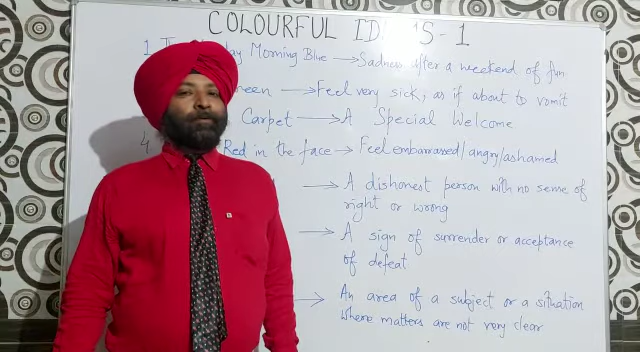 COLOURFUL ID S - 1
1. T day Morning Blue → Sadness after a weekend of fun
een → Feel very sick, as if about to vomit
Carpet → A Special Welcome
4 Red in the face → Feel embarrassed/angry/ashamed
→ A dishonest person with no sense of
right or wrong
→ A sign of surrender or acceptance
of defeat
→ An area of a subject or a situation
where matters are not very clear